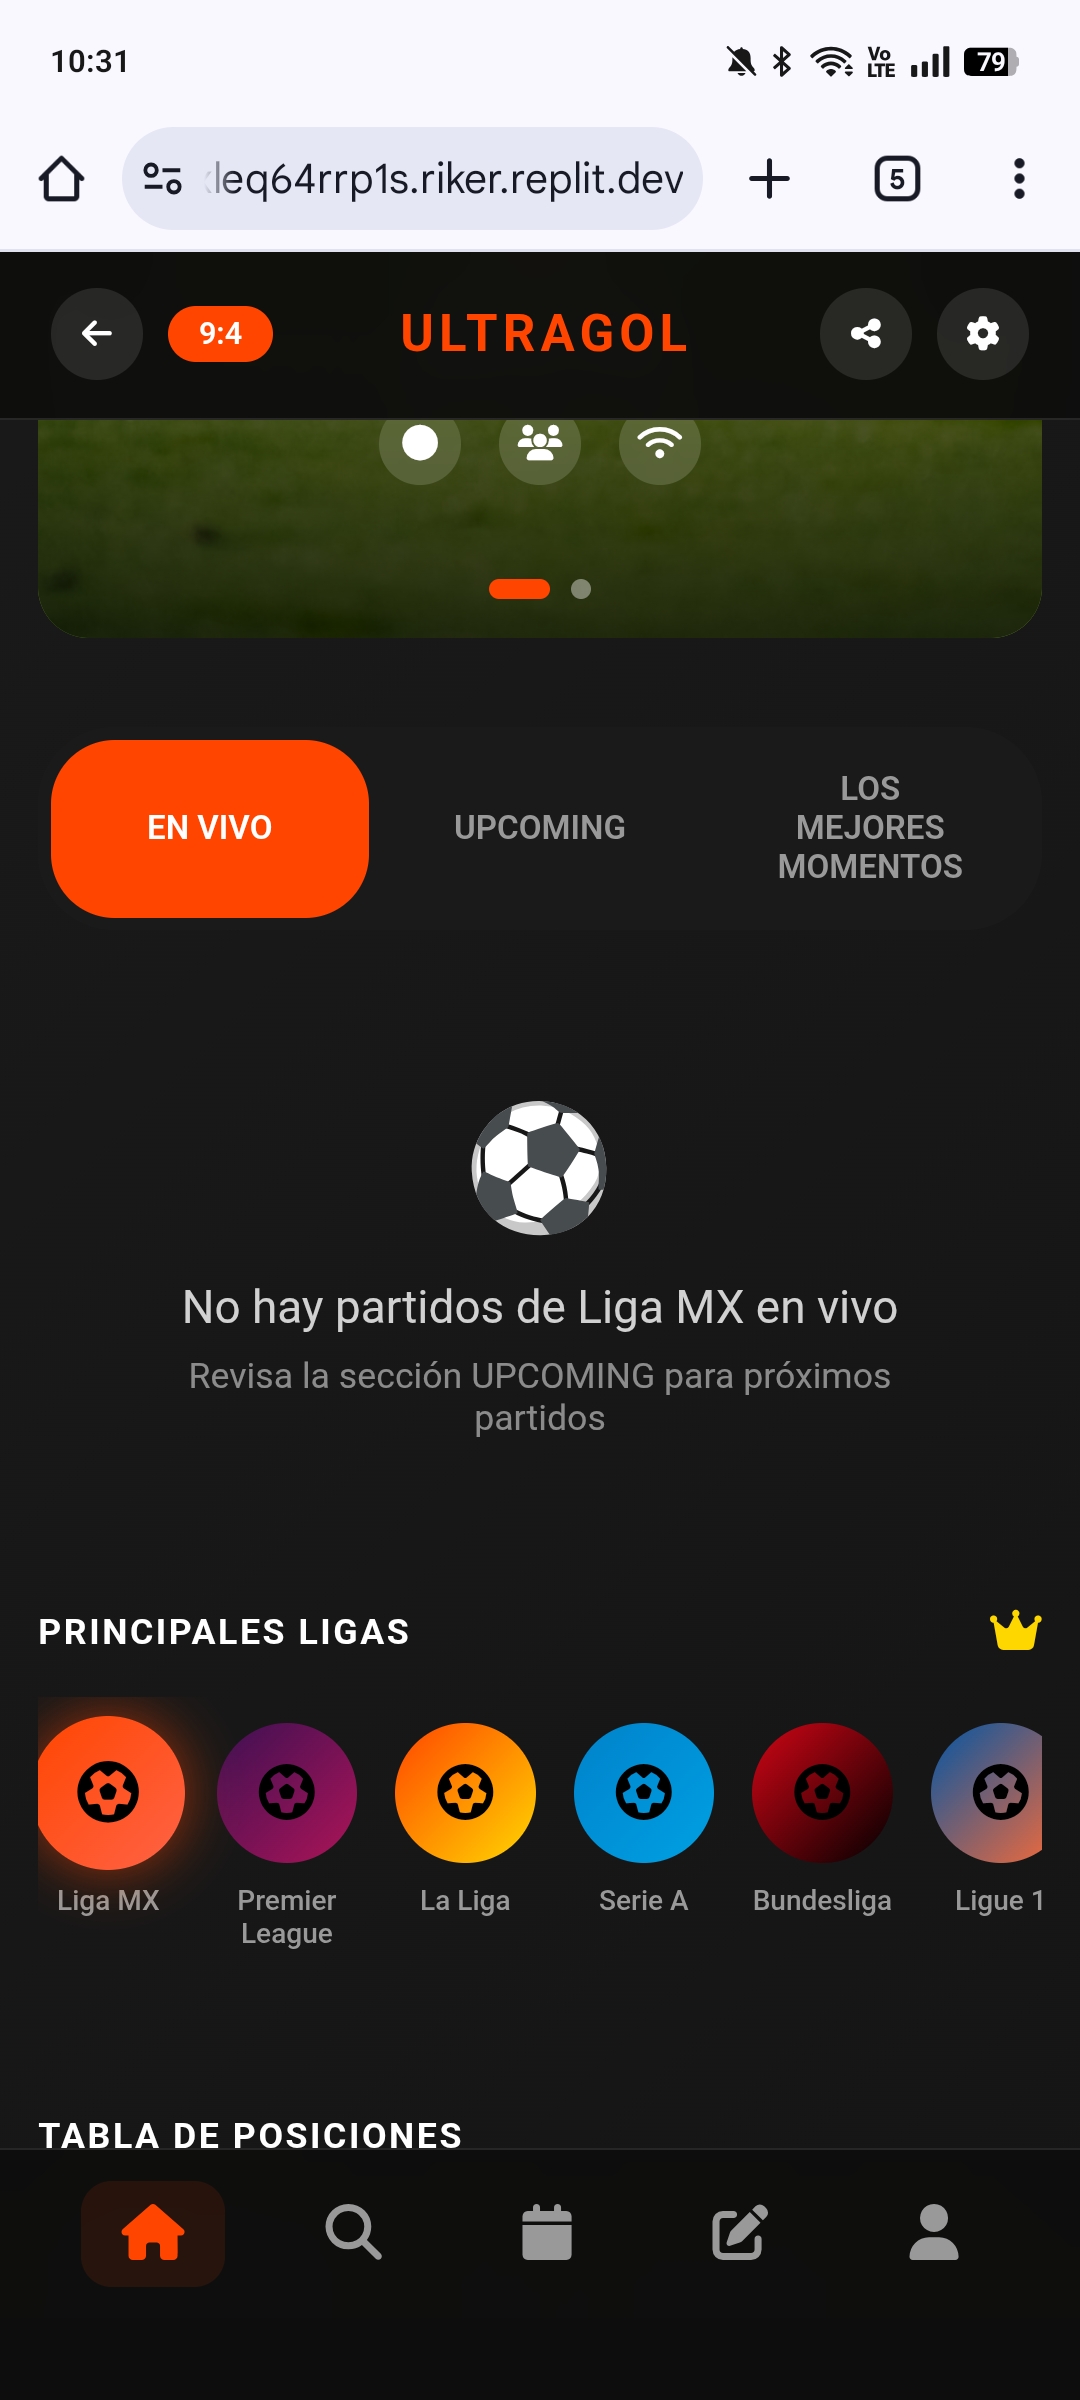 10:31
Vo
LTE
79
leq64rrp1s.riker.replit.dev
5
9:4
ULTRAGOL
EN VIVO
UPCOMING
LOS
MEJORES
MOMENTOS
No hay partidos de Liga MX en vivo
Revisa la sección UPCOMING para próximos
partidos
PRINCIPALES LIGAS
Liga MX
Premier
League
La Liga
Serie A
Bundesliga
Ligue 1
TABLA DE POSICIONES